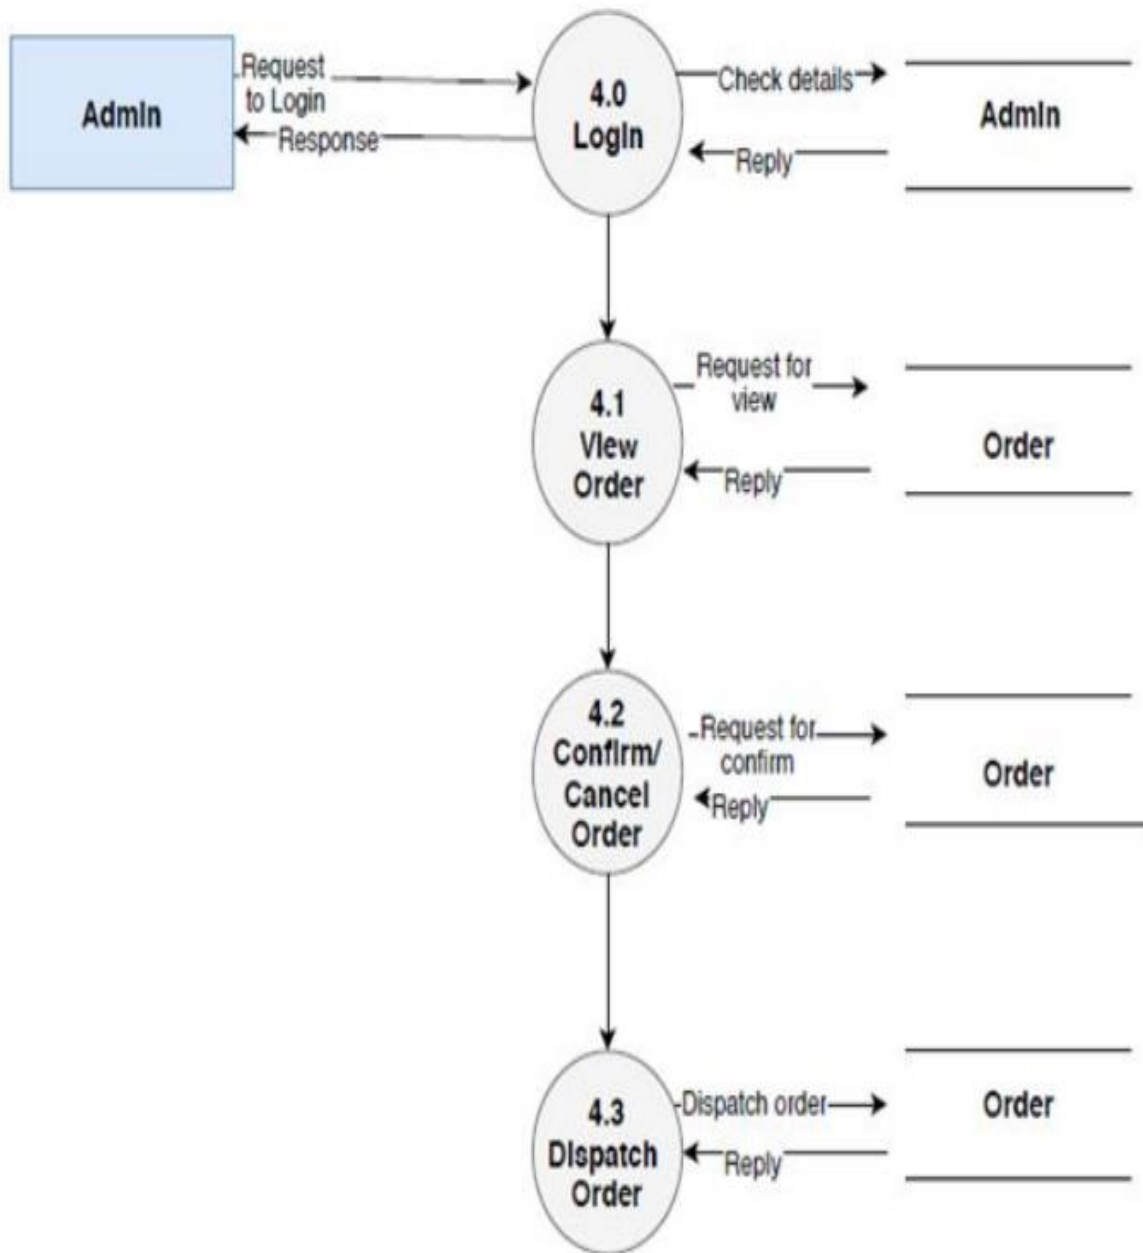 Admin
Request
to Login
Response
4.0
Login
Check details
Reply
Admin
4.1
View
Order
Request for
view
Reply
Order
4.2
Confirm/
Cancel
Order
Request for
confirm
Reply
Order
4.3
Dispatch
Order
Dispatch order
Reply
Order